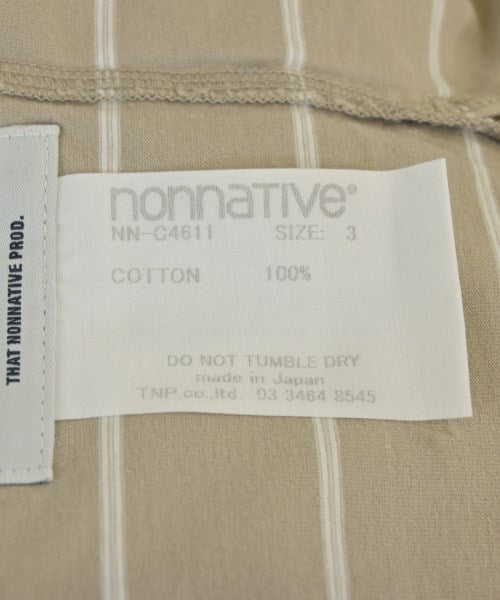 THAT NONNATIVE PROD.
nonnative®
NN-C4611 SIZE: 3
COTTON 100%
DO NOT TUMBLE DRY
made in Japan
TNP.co.,ltd. 03 3464 8545